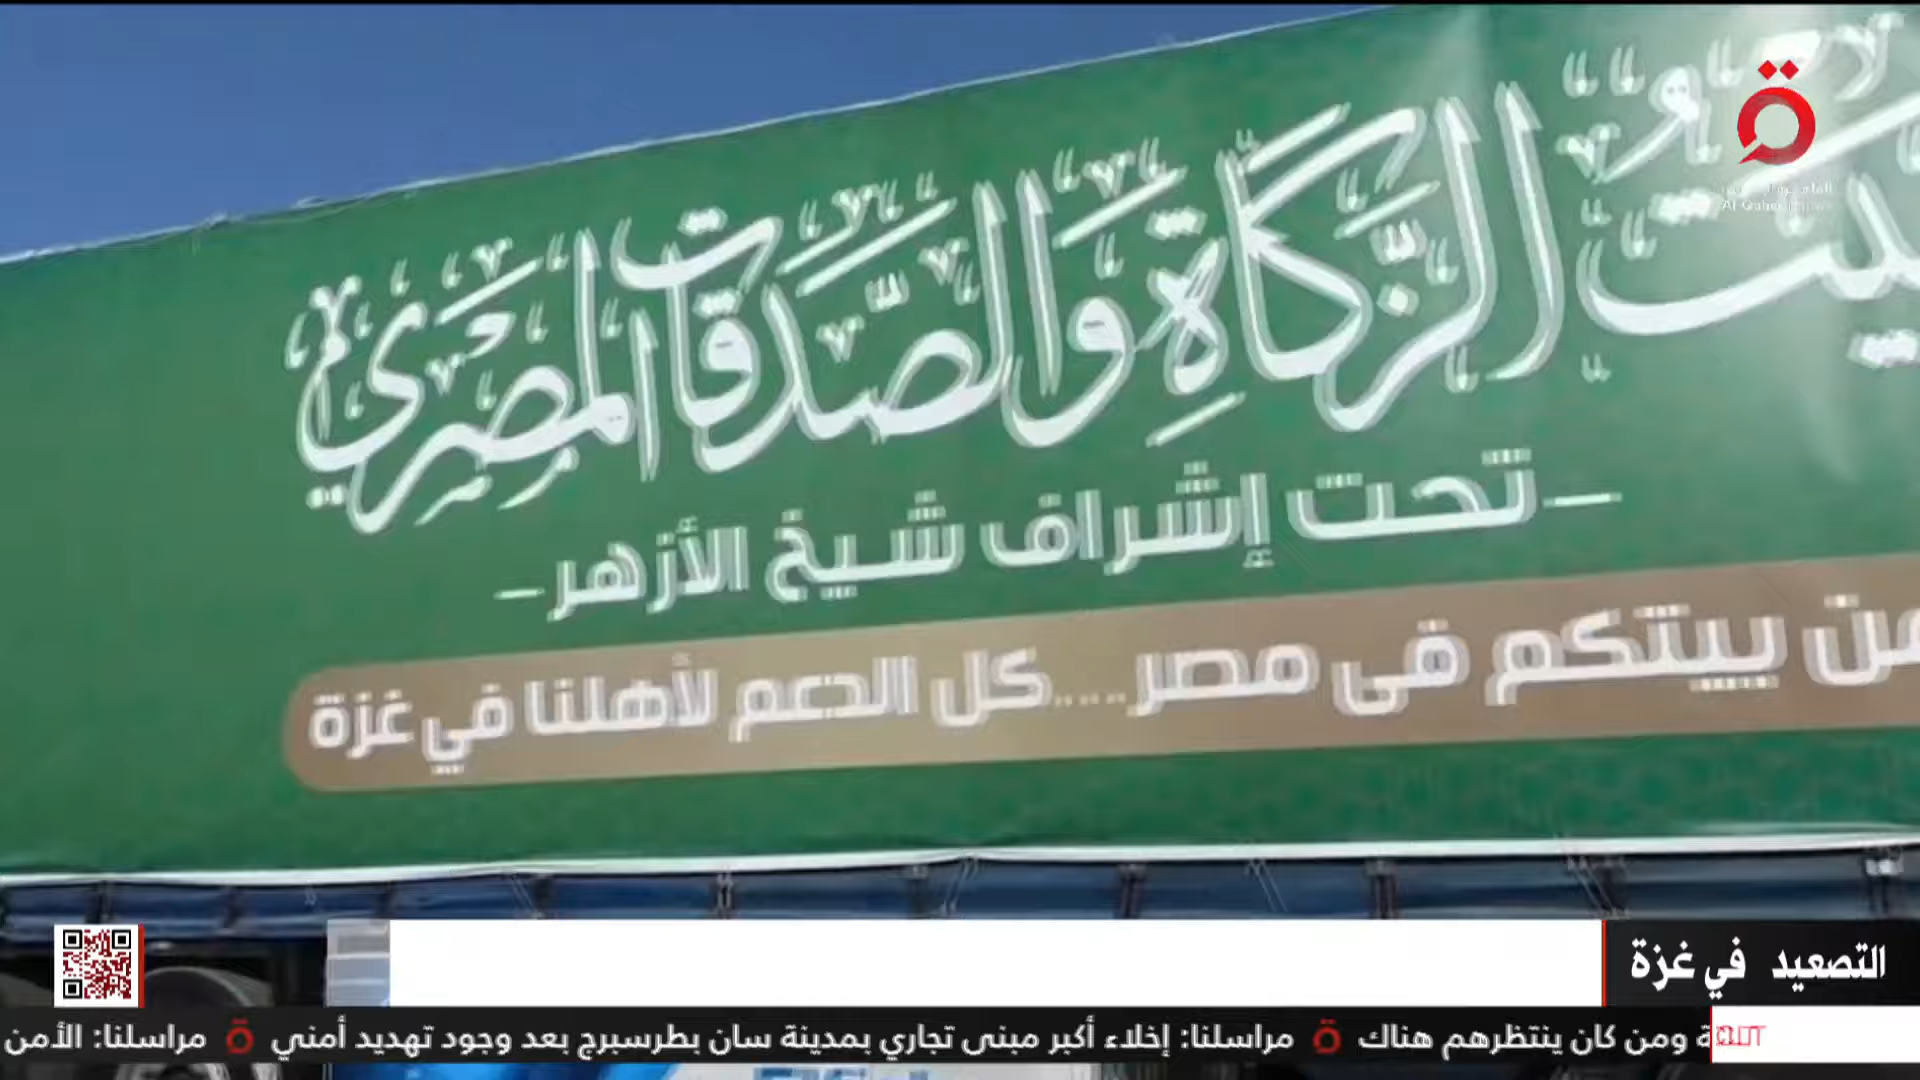 بيت الزكاة والصدقات المصري
تحت إشراف شيخ الأزهر
من بيتكم فى مصر....كل الدعم لأهلنا في غزة
التصعيد في غزة
ومن كان ينتظرهم هناك مراسلنا: إخلاء أكبر مبنى تجاري بمدينة سان بطرسبرج بعد وجود تهديد أمني مراسلنا: الأمن